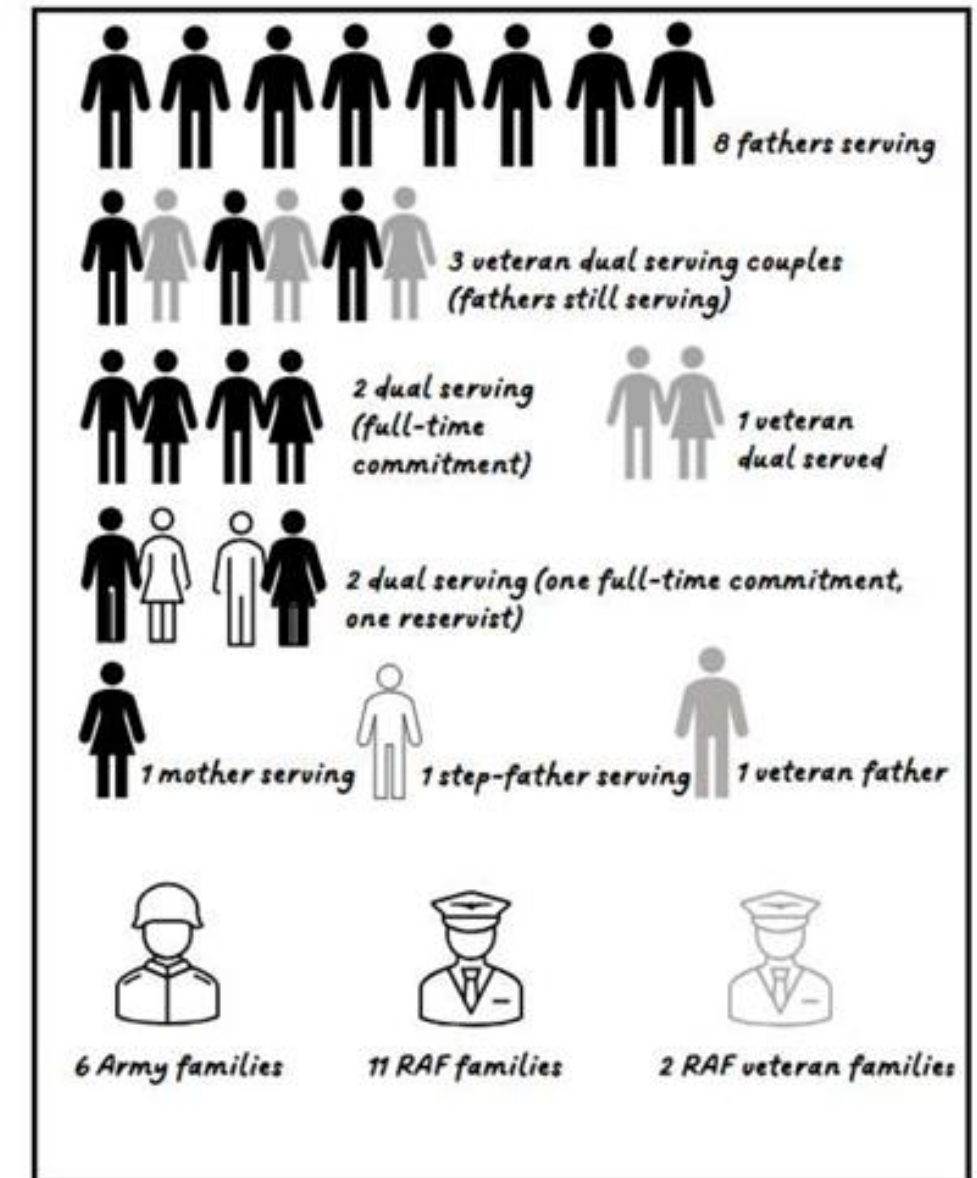 8 fathers serving
3 veteran dual serving couples
(fathers still serving)
2 dual serving
(full-time
commitment)
1 veteran
dual served
2 dual serving (one full-time commitment,
one reservist)
1 mother serving
1 step-father serving
1 veteran father
6 Army families
11 RAF families
2 RAF veteran families